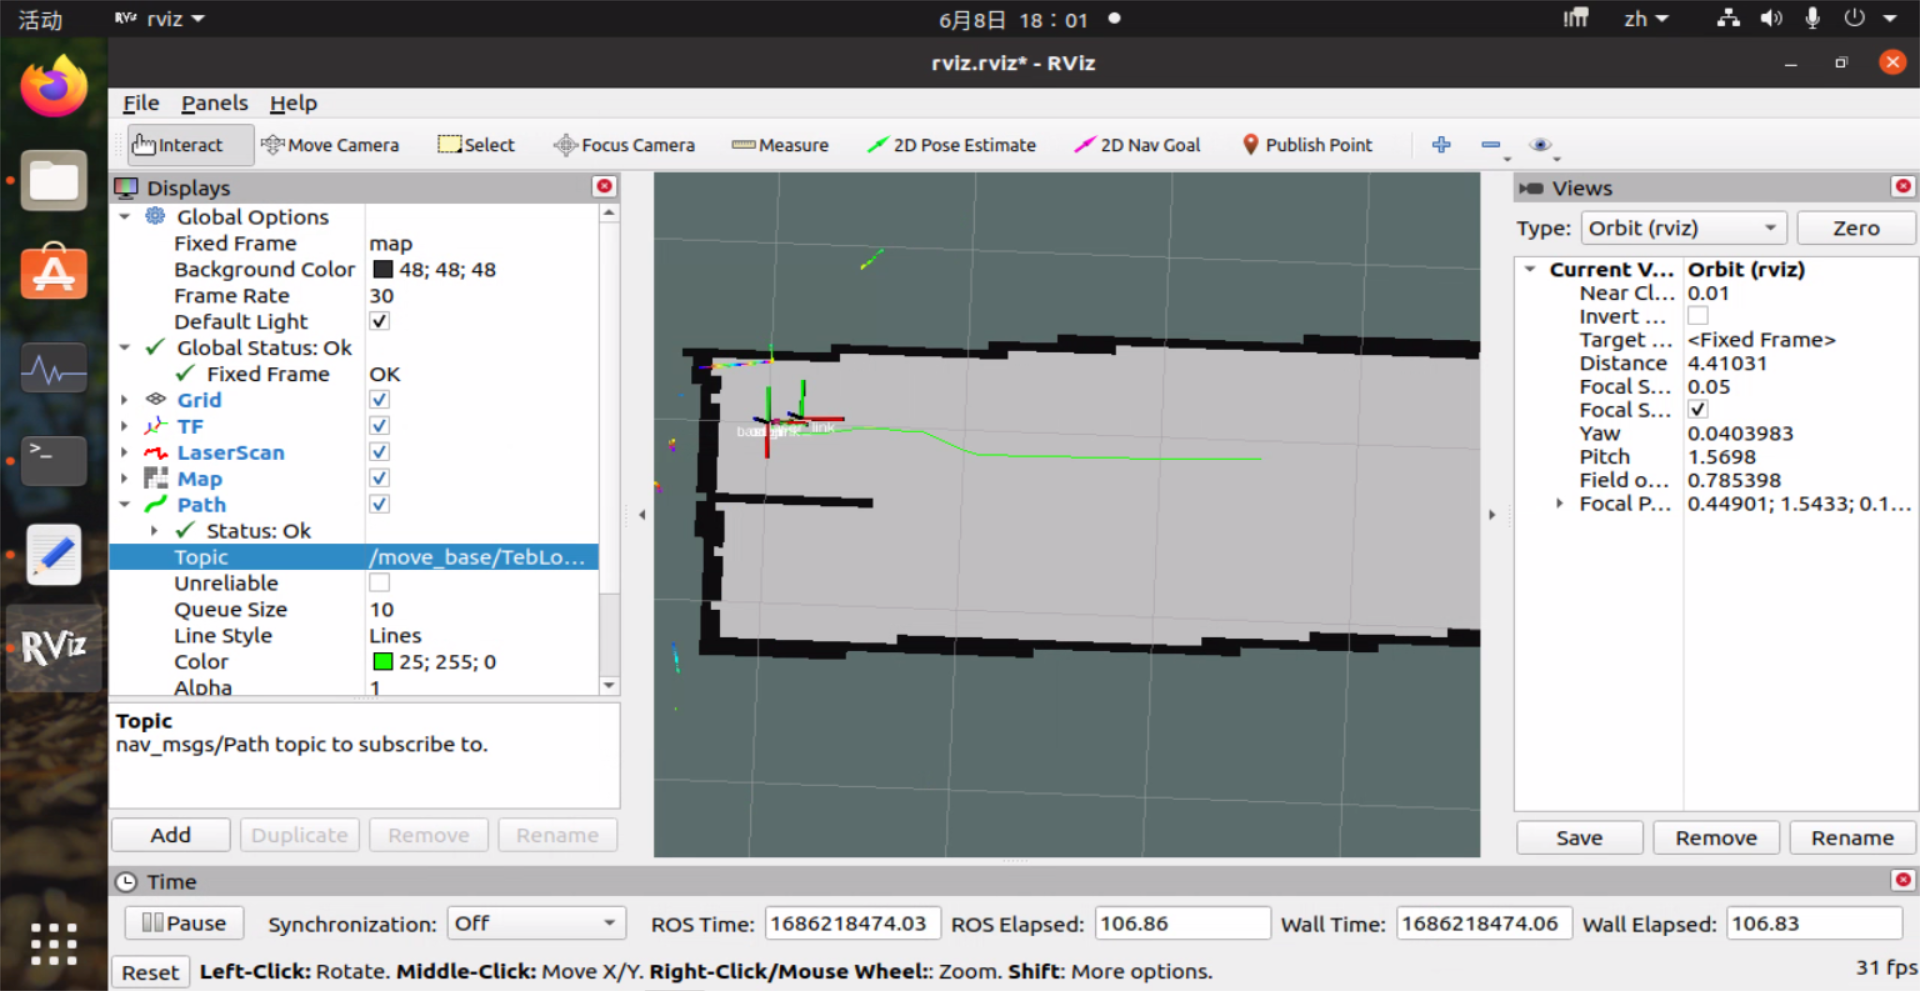 活动
rviz
6月8日 18：01
zh
rviz.rviz* - RViz
File Panels Help
Interact Move Camera Select Focus Camera Measure 2D Pose Estimate 2D Nav Goal Publish Point
Displays
Global Options
Fixed Frame map
Background Color 48; 48; 48
Frame Rate 30
Default Light
Global Status: Ok
Fixed Frame OK
Grid
TF
LaserScan
Map
Path
Status: Ok
Topic /move_base/TebLo...
Unreliable
Queue Size 10
Line Style Lines
Color 25; 255; 0
Alpha 1
Topic
nav_msgs/Path topic to subscribe to.
Add Duplicate Remove Rename
Views
Type: Orbit (rviz) Zero
Current V... Orbit (rviz)
Near Cl... 0.01
Invert ...
Target ... <Fixed Frame>
Distance 4.41031
Focal S... 0.05
Focal S...
Yaw 0.0403983
Pitch 1.5698
Field o... 0.785398
Focal P... 0.44901; 1.5433; 0.1...
Save Remove Rename
Time
Pause Synchronization: Off ROS Time: 1686218474.03 ROS Elapsed: 106.86 Wall Time: 1686218474.06 Wall Elapsed: 106.83
Reset Left-Click: Rotate. Middle-Click: Move X/Y. Right-Click/Mouse Wheel:: Zoom. Shift: More options. 31 fps
RViz